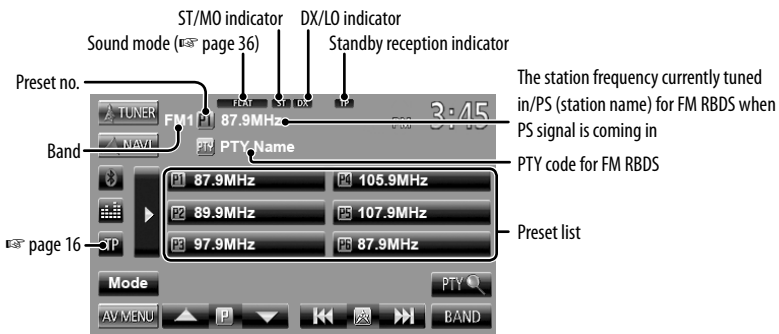 ST/MO indicator
DX/LO indicator
Sound mode (☞ page 36)
Standby reception indicator
Preset no.
The station frequency currently tuned
in/PS (station name) for FM RBDS when
PS signal is coming in
Band
PTY code for FM RBDS
Preset list
☞ page 16
FLAT ST DX TP
TUNER
FM1 P1 87.9MHz
FM 3:45
NAVI
PTY PTY Name
P1 87.9MHz
P4 105.9MHz
P2 89.9MHz
P5 107.9MHz
TP
P3 97.9MHz
P6 87.9MHz
Mode
PTY
AV MENU
P
BAND